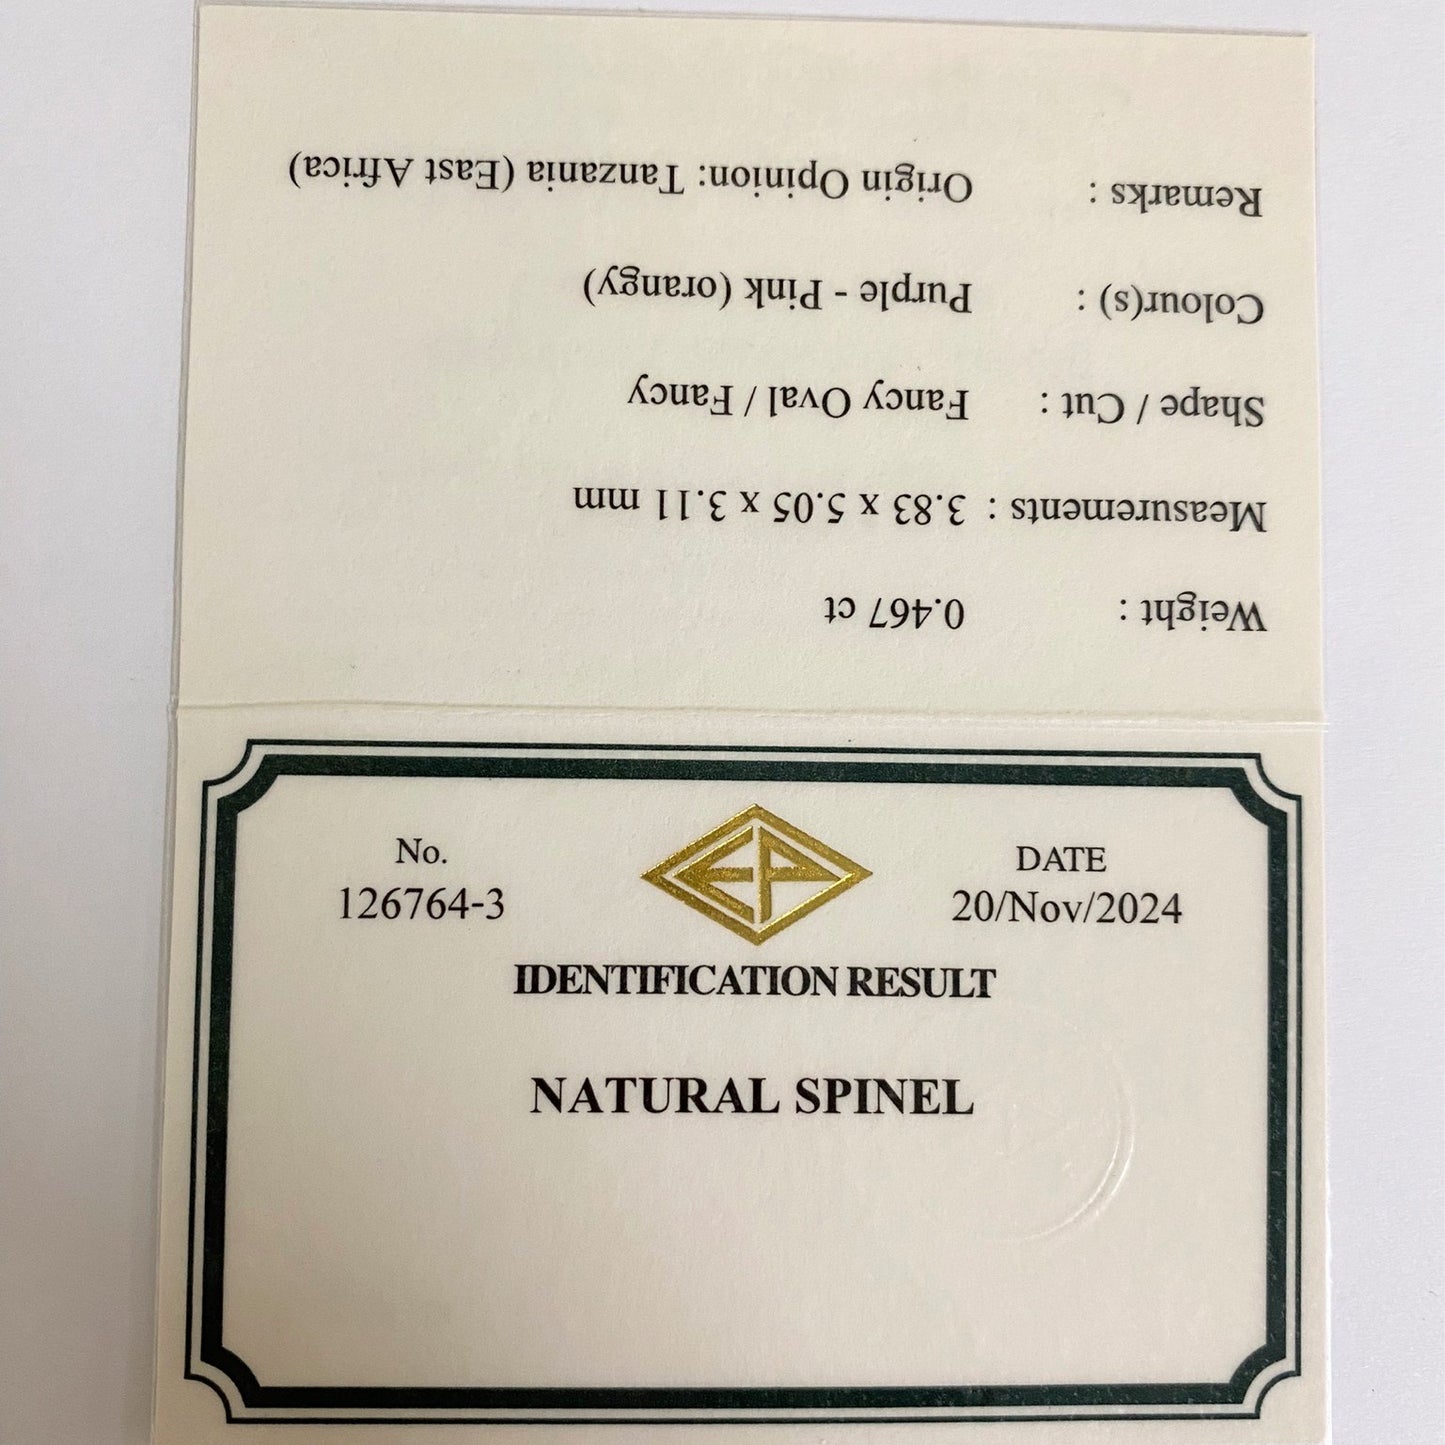 Weight : 0.467 ct
Measurements : 3.83 x 5.05 x 3.11 mm
Shape / Cut : Fancy Oval / Fancy
Colour(s) : Purple - Pink (orangy)
Remarks : Origin Opinion: Tanzania (East Africa)
No.
126764-3
EP
DATE
20/Nov/2024
IDENTIFICATION RESULT
NATURAL SPINEL